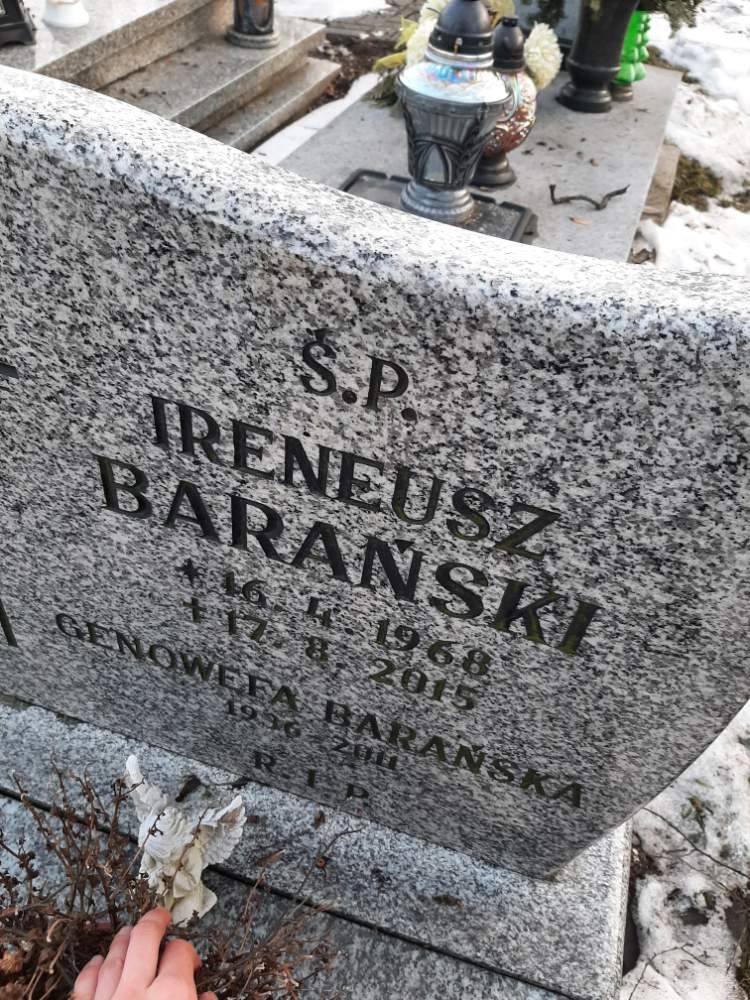 Ś.P.
IRENEUSZ
BARAŃSKI
* 16. 4. 1968
+ 17. 8. 2015
GENOWEFA BARAŃSKA
1936 - 2011
R.I.P